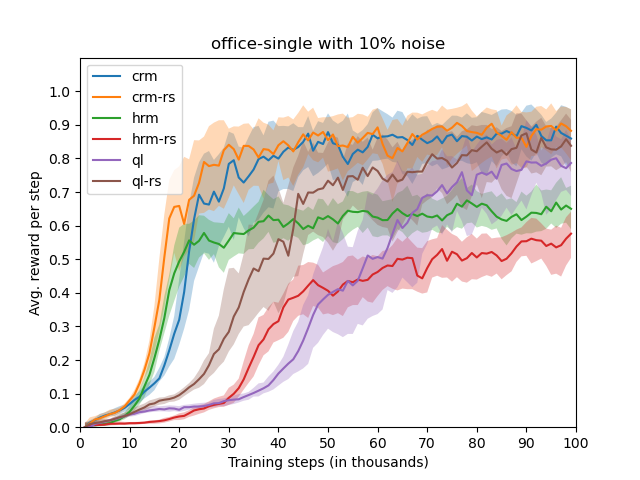 office-single with 10% noise
Avg. reward per step
1.0
0.9
0.8
0.7
0.6
0.5
0.4
0.3
0.2
0.1
0.0
crm
crm-rs
hrm
hrm-rs
ql
ql-rs
0 10 20 30 40 50 60 70 80 90 100
Training steps (in thousands)